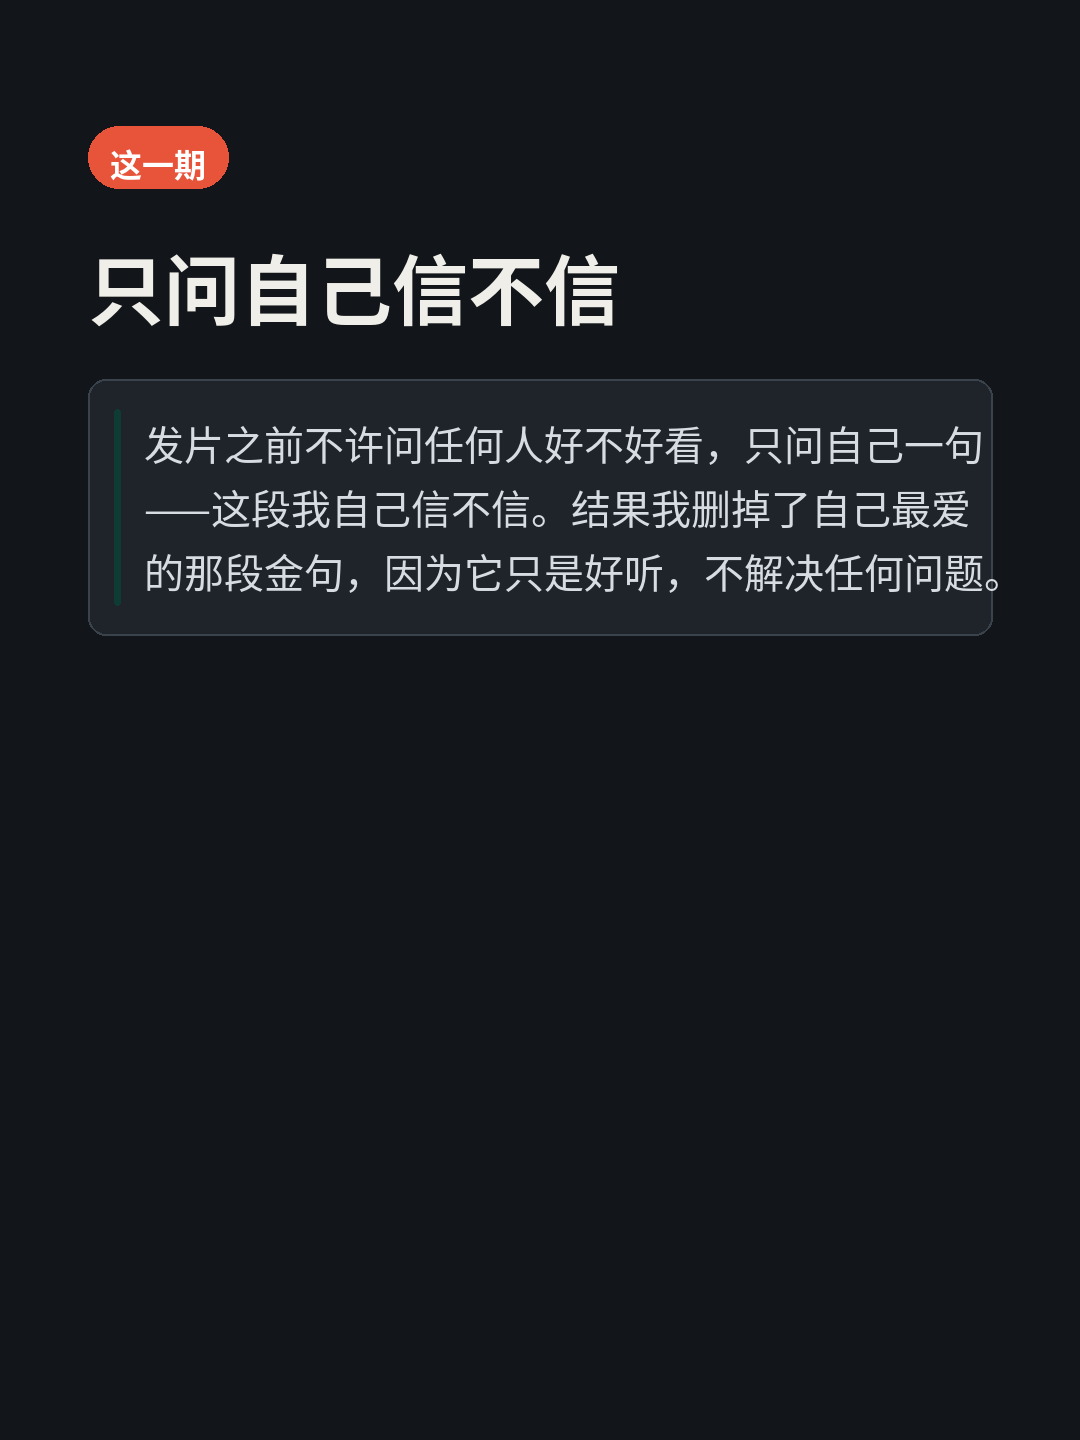 这一期
只问自己信不信
发片之前不许问任何人好不好看，只问自己一句
——这段我自己信不信。结果我删掉了自己最爱
的那段金句，因为它只是好听，不解决任何问题。